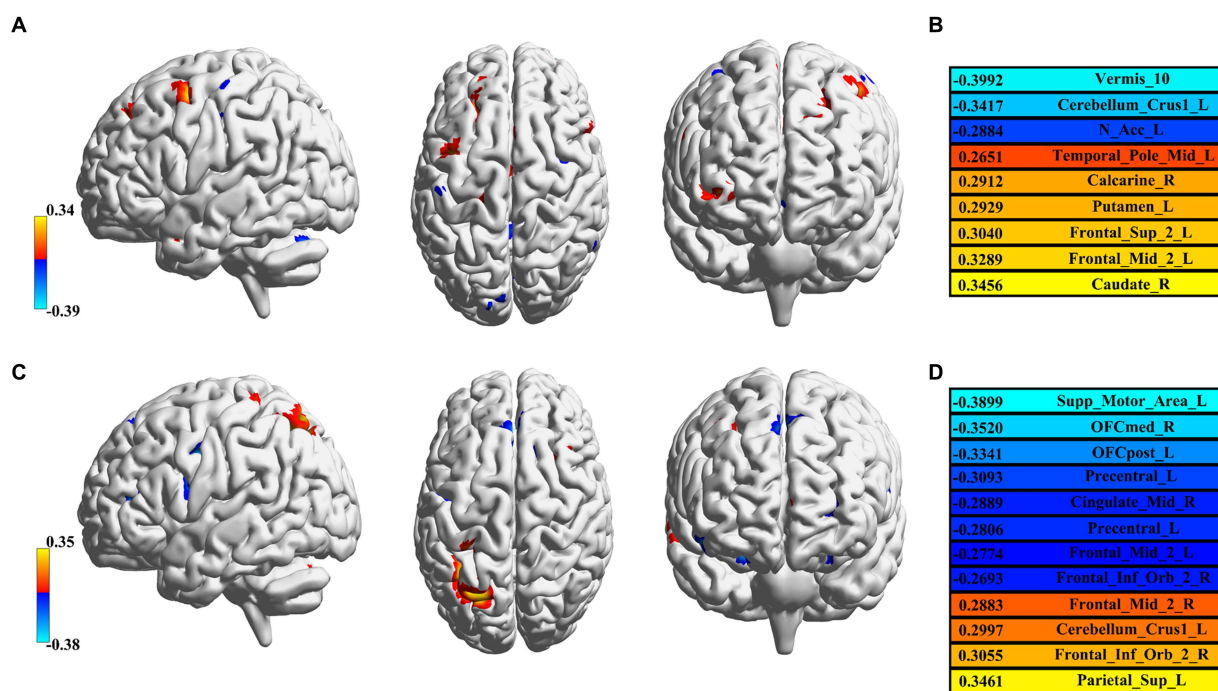 A
B
0.34
-0.39
-0.3992 Vermis_10
-0.3417 Cerebellum_Crus1_L
-0.2884 N_Acc_L
0.2651 Temporal_Pole_Mid_L
0.2912 Calcarine_R
0.2929 Putamen_L
0.3040 Frontal_Sup_2_L
0.3289 Frontal_Mid_2_L
0.3456 Caudate_R
C
D
0.35
-0.38
-0.3899 Supp_Motor_Area_L
-0.3520 OFCmed_R
-0.3341 OFCpost_L
-0.3093 Precentral_L
-0.2889 Cingulate_Mid_R
-0.2806 Precentral_L
-0.2774 Frontal_Mid_2_L
-0.2693 Frontal_Inf_Orb_2_R
0.2883 Frontal_Mid_2_R
0.2997 Cerebellum_Crus1_L
0.3055 Frontal_Inf_Orb_2_R
0.3461 Parietal_Sup_L